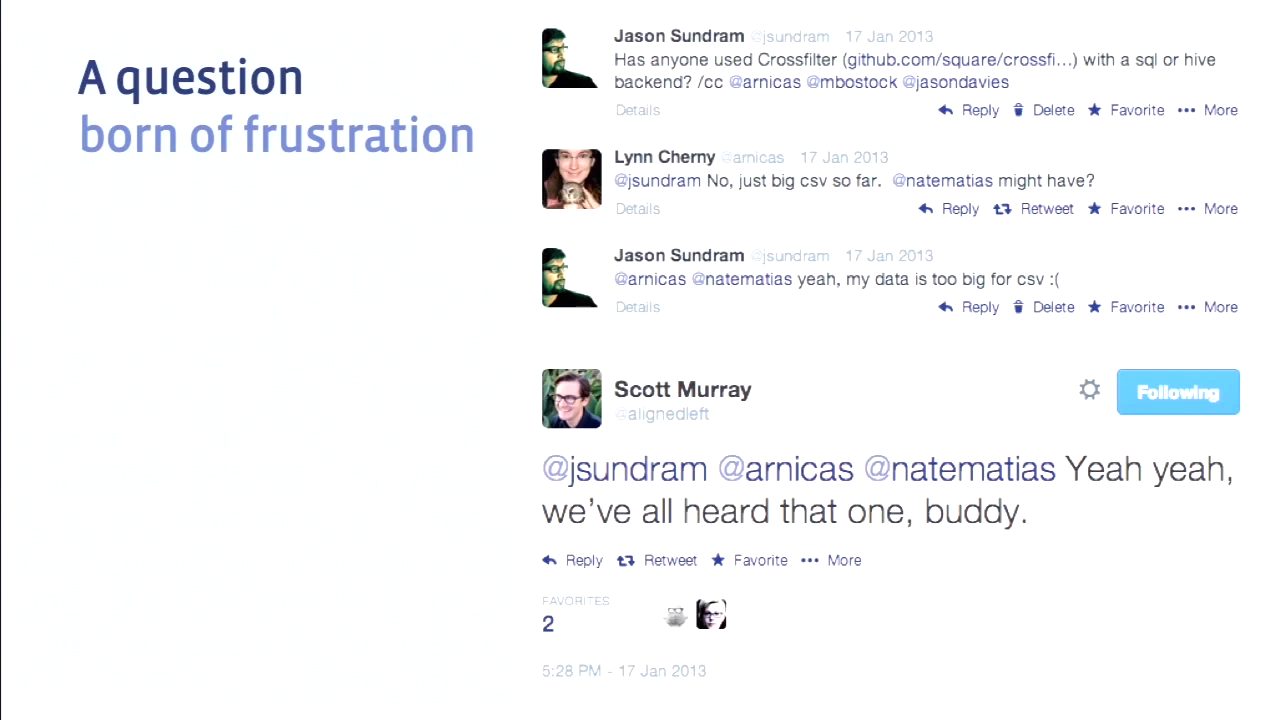 A question
born of frustration
Jason Sundram @jsundram 17 Jan 2013
Has anyone used Crossfilter (github.com/square/crossfi...) with a sql or hive
backend? /cc @arnicas @mbostock @jasondavies
Details
Reply Delete Favorite More
Lynn Cherny @arnicas 17 Jan 2013
@jsundram No, just big csv so far. @natematias might have?
Details
Reply Retweet Favorite More
Jason Sundram @jsundram 17 Jan 2013
@arnicas @natematias yeah, my data is too big for csv :(
Details
Reply Delete Favorite More
Scott Murray
@alignedleft
Following
@jsundram @arnicas @natematias Yeah yeah,
we've all heard that one, buddy.
Reply Retweet Favorite More
FAVORITES
2
5:28 PM - 17 Jan 2013